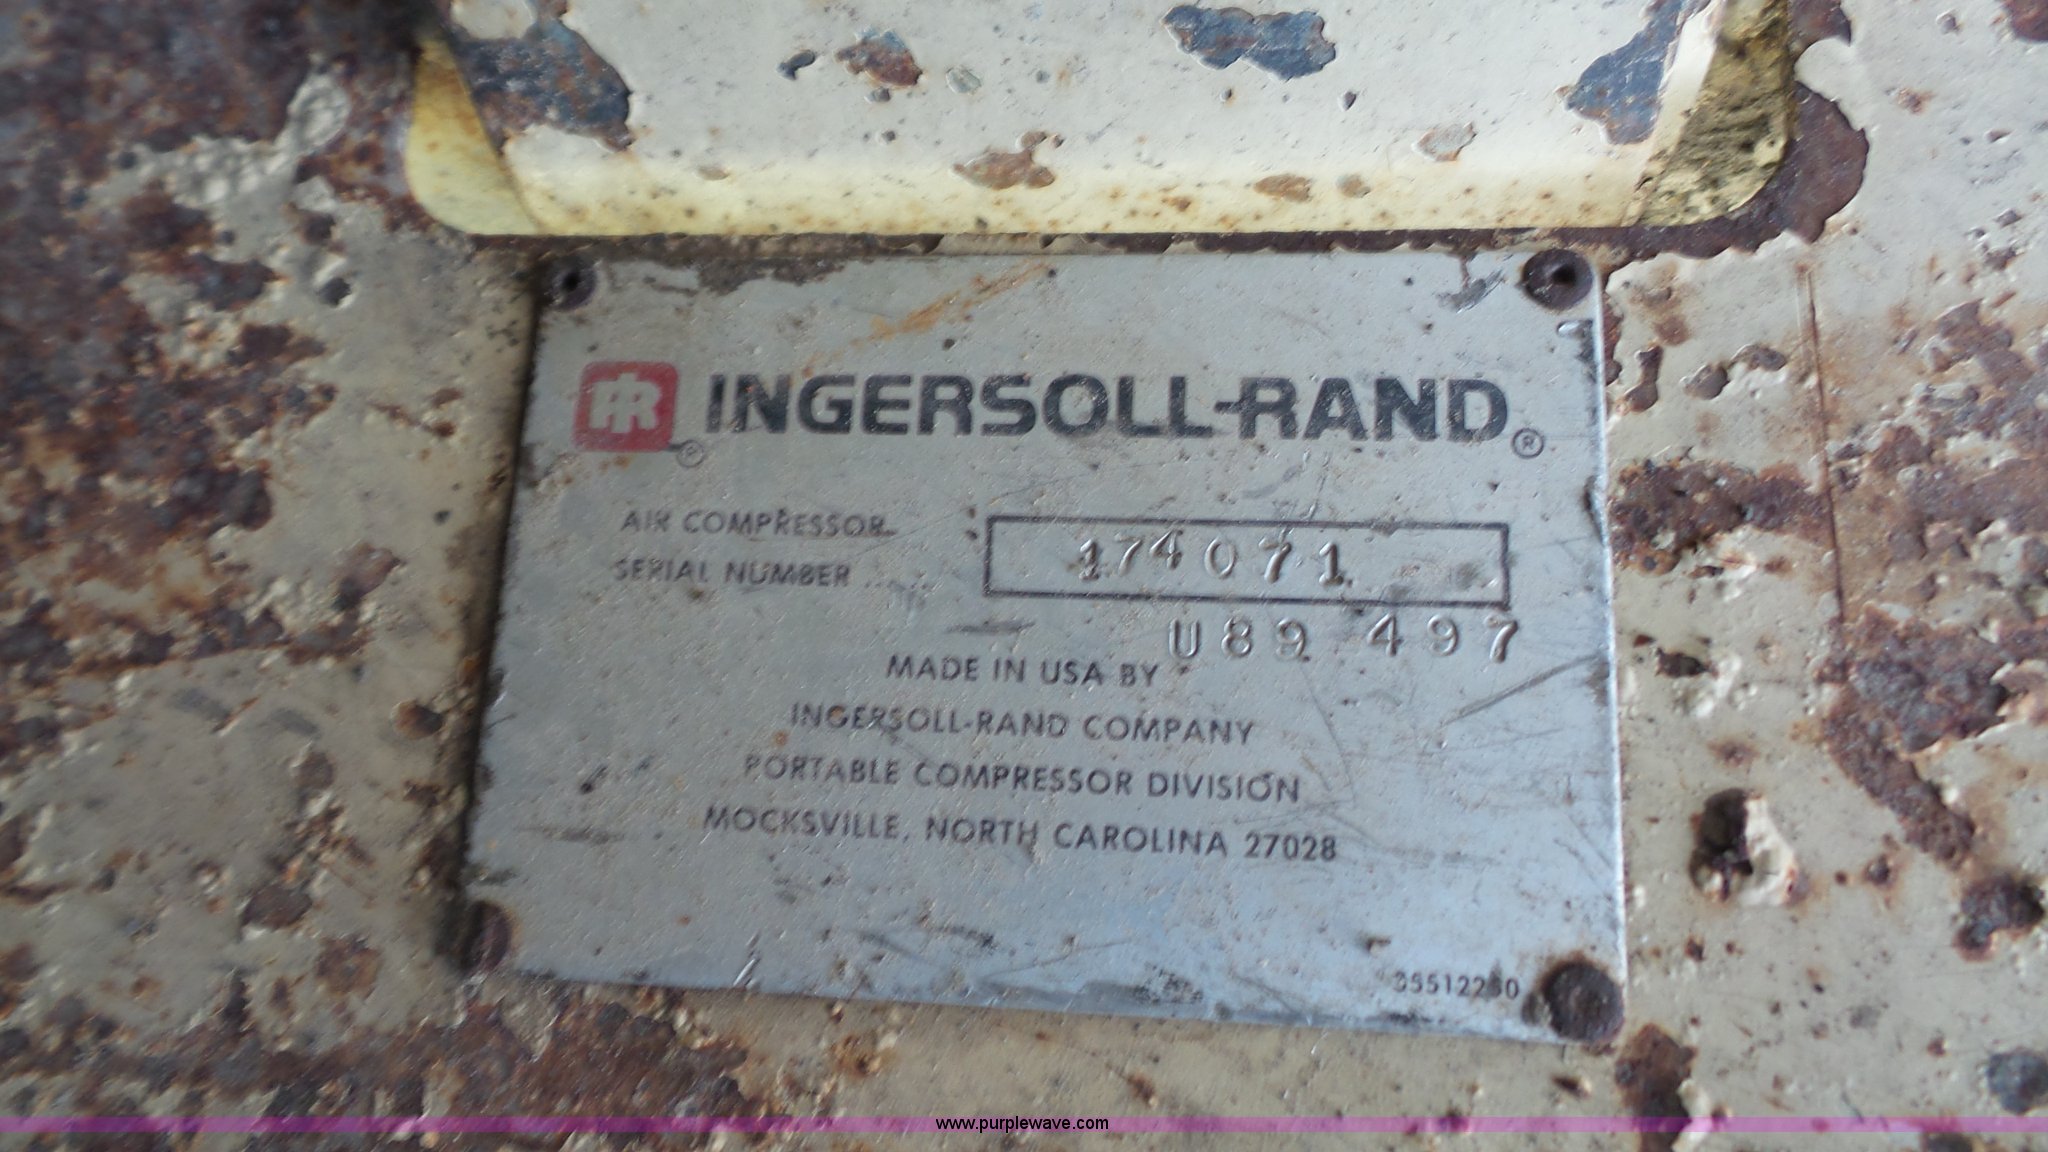 IR® INGERSOLL-RAND®
AIR COMPRESSOR
SERIAL NUMBER 174071
U89 497
MADE IN USA BY
INGERSOLL-RAND COMPANY
PORTABLE COMPRESSOR DIVISION
MOCKSVILLE, NORTH CAROLINA 27028
www.purplewave.com